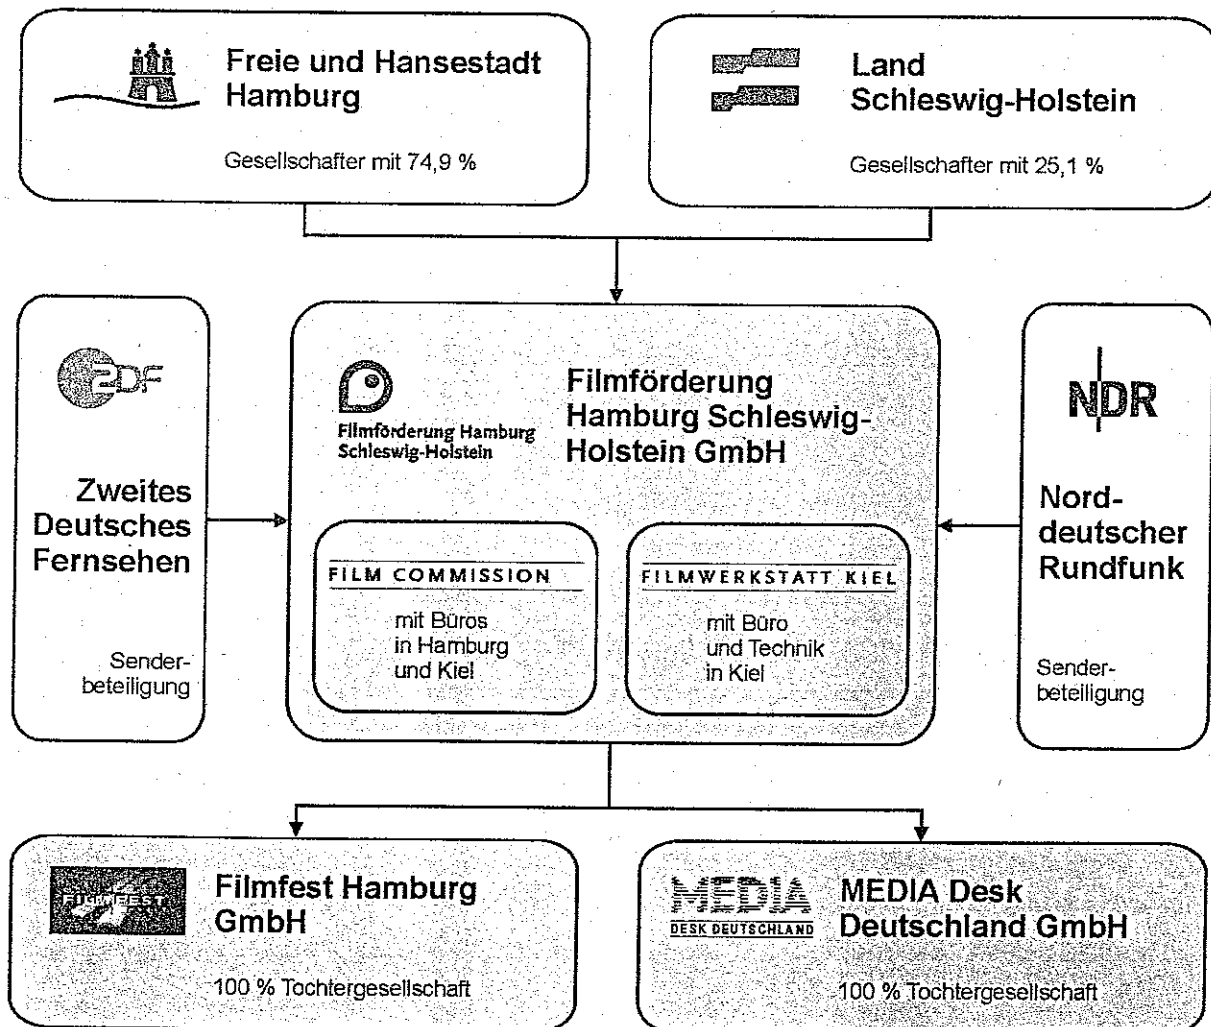 Freie und Hansestadt
Hamburg
Gesellschafter mit 74,9 %
Land
Schleswig-Holstein
Gesellschafter mit 25,1 %
ZDF
Zweites
Deutsches
Fernsehen
Sender-
beteiligung
Filmförderung Hamburg
Schleswig-Holstein
Filmförderung
Hamburg Schleswig-
Holstein GmbH
FILM COMMISSION
mit Büros
in Hamburg
und Kiel
FILMWERKSTATT KIEL
mit Büro
und Technik
in Kiel
NDR
Nord-
deutscher
Rundfunk
Sender-
beteiligung
FILMFEST
Filmfest Hamburg
GmbH
100 % Tochtergesellschaft
MEDIA
DESK DEUTSCHLAND
MEDIA Desk
Deutschland GmbH
100 % Tochtergesellschaft